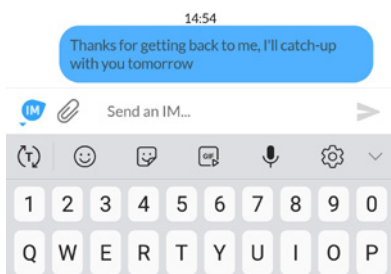 14:54
Thanks for getting back to me, I'll catch-up
with you tomorrow
IM
Send an IM...
T
GIF
1 2 3 4 5 6 7 8 9 0
Q W E R T Y U I O P